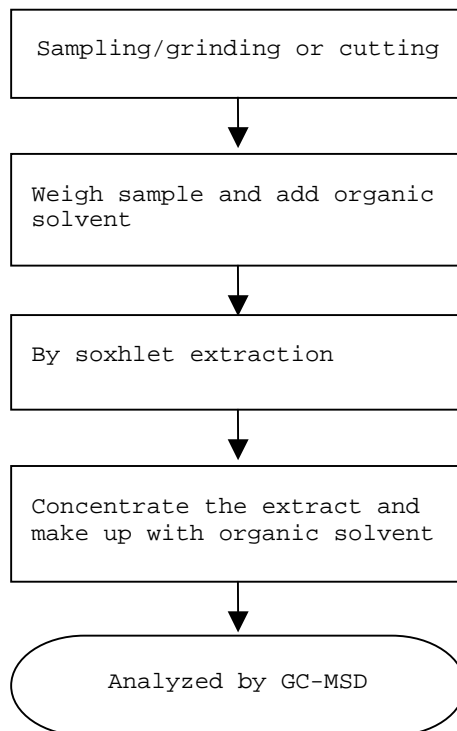 Sampling/grinding or cutting
Weigh sample and add organic
solvent
By soxhlet extraction
Concentrate the extract and
make up with organic solvent
Analyzed by GC-MSD